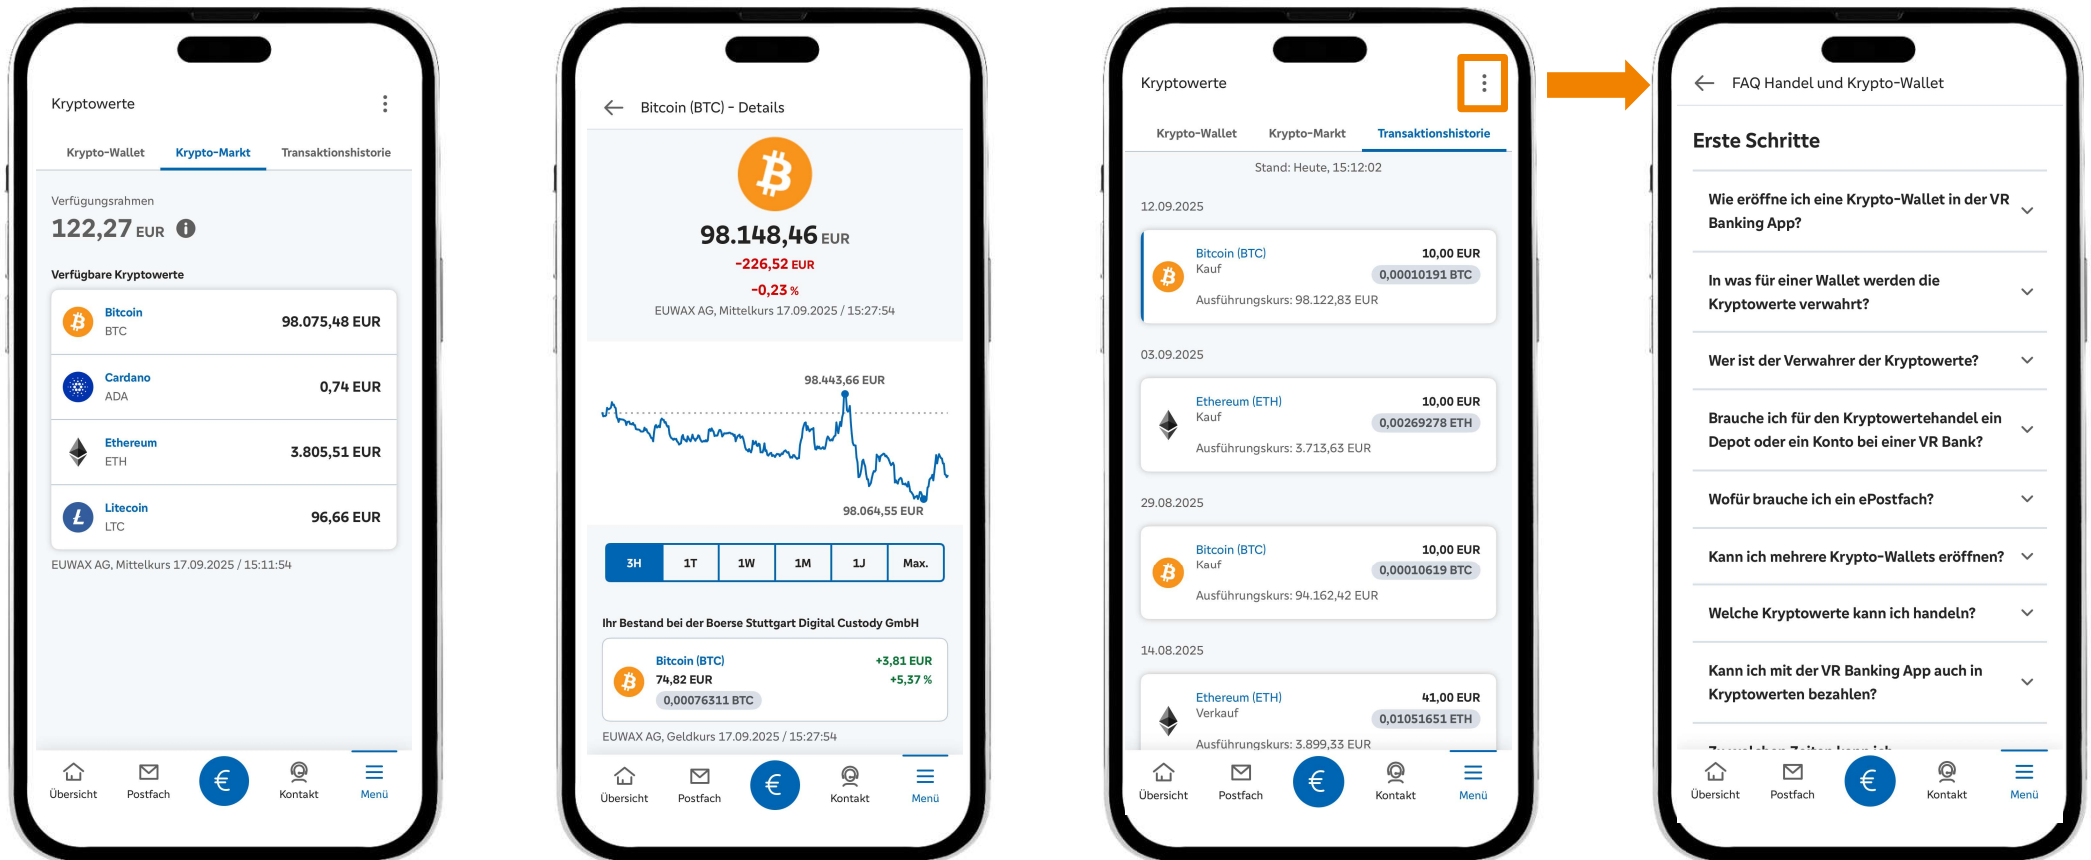 Kryptowerte
Krypto-Wallet Krypto-Markt Transaktionshistorie
Verfügungsrahmen
122,27 EUR
Verfügbare Kryptowerte
Bitcoin
BTC
98.075,48 EUR
Cardano
ADA
0,74 EUR
Ethereum
ETH
3.805,51 EUR
Litecoin
LTC
96,66 EUR
EUWAX AG, Mittelkurs 17.09.2025 / 15:11:54
Übersicht Postfach € Kontakt Menü
Bitcoin (BTC) - Details
98.148,46 EUR
-226,52 EUR
-0,23 %
EUWAX AG, Mittelkurs 17.09.2025 / 15:27:54
98.443,66 EUR
98.064,55 EUR
3H 1T 1W 1M 1J Max.
Ihr Bestand bei der Boerse Stuttgart Digital Custody GmbH
Bitcoin (BTC) +3,81 EUR
74,82 EUR +5,37 %
0,00076311 BTC
EUWAX AG, Geldkurs 17.09.2025 / 15:27:54
Übersicht Postfach € Kontakt Menü
Kryptowerte
Krypto-Wallet Krypto-Markt Transaktionshistorie
Stand: Heute, 15:12:02
12.09.2025
Bitcoin (BTC) 10,00 EUR
Kauf 0,00010191 BTC
Ausführungskurs: 98.122,83 EUR
03.09.2025
Ethereum (ETH) 10,00 EUR
Kauf 0,00269278 ETH
Ausführungskurs: 3.713,63 EUR
29.08.2025
Bitcoin (BTC) 10,00 EUR
Kauf 0,00010619 BTC
Ausführungskurs: 94.162,42 EUR
14.08.2025
Ethereum (ETH) 41,00 EUR
Verkauf 0,01051651 ETH
Ausführungskurs: 3.899,33 EUR
Übersicht Postfach € Kontakt Menü
FAQ Handel und Krypto-Wallet
Erste Schritte
Wie eröffne ich eine Krypto-Wallet in der VR
Banking App?
In was für einer Wallet werden die
Kryptowerte verwahrt?
Wer ist der Verwahrer der Kryptowerte?
Brauche ich für den Kryptowertehandel ein
Depot oder ein Konto bei einer VR Bank?
Wofür brauche ich ein ePostfach?
Kann ich mehrere Krypto-Wallets eröffnen?
Welche Kryptowerte kann ich handeln?
Kann ich mit der VR Banking App auch in
Kryptowerten bezahlen?
Zu welchen Zeiten kann ich
Übersicht Postfach € Kontakt Menü